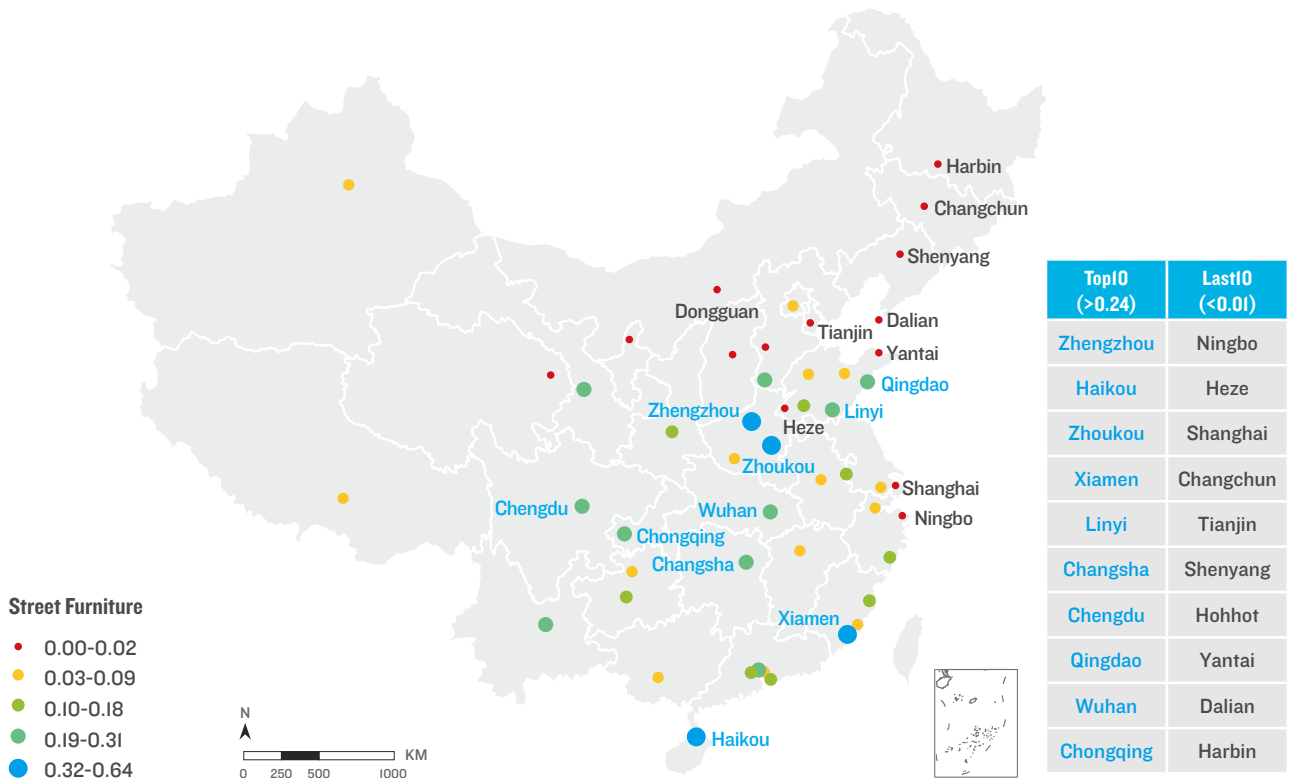 Harbin
Changchun
Shenyang
Dongguan
Tianjin
Dalian
Yantai
Qingdao
Zhengzhou
Linyi
Heze
Zhoukou
Shanghai
Chengdu
Wuhan
Ningbo
Chongqing
Changsha
Xiamen
Haikou
Street Furniture
0.00-0.02
0.03-0.09
0.10-0.18
0.19-0.31
0.32-0.64
N
KM
0 250 500 1000
Top10 Last10
(>0.24) (<0.01)
Zhengzhou Ningbo
Haikou Heze
Zhoukou Shanghai
Xiamen Changchun
Linyi Tianjin
Changsha Shenyang
Chengdu Hohhot
Qingdao Yantai
Wuhan Dalian
Chongqing Harbin